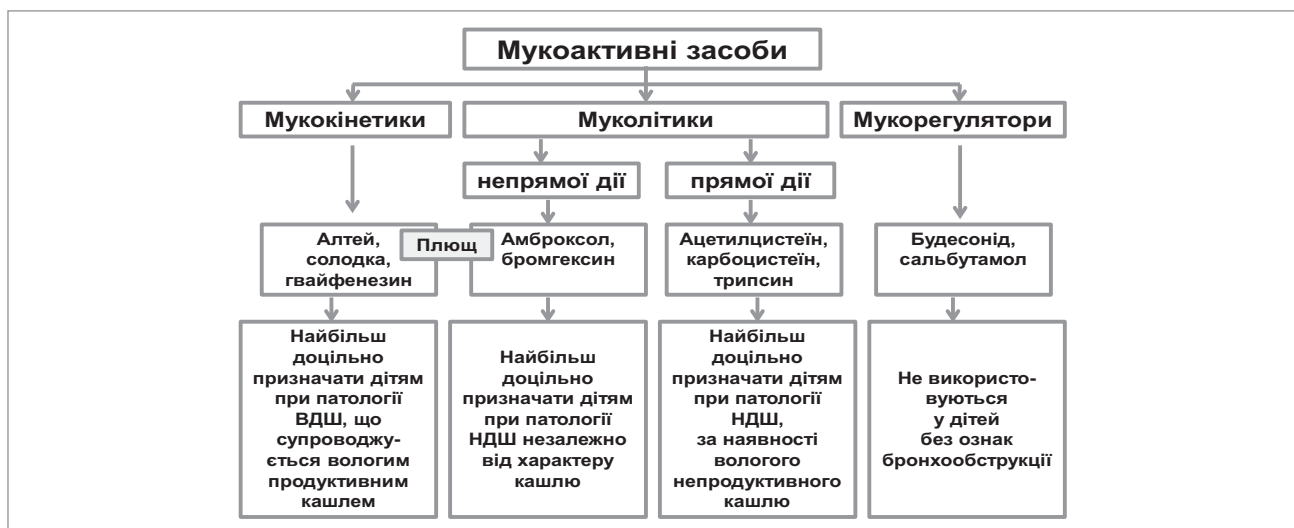 Мукоактивні засоби
Мукокінетики
Муколітики
Мукорегулятори
непрямої дії
прямої дії
Алтей,
солодка,
гвайфенезин
Плющ
Амброксол,
бромгексин
Ацетилцистеїн,
карбоцистеїн,
трипсин
Будесонід,
сальбутамол
Найбільш
доцільно
призначати дітям
при патології
ВДШ, що
супроводжу-
ється вологим
продуктивним
кашлем
Найбільш
доцільно
призначати дітям
при патології
НДШ незалежно
від характеру
кашлю
Найбільш
доцільно
призначати дітям
при патології
НДШ,
за наявності
вологого
непродуктивного
кашлю
Не використо-
вуються
у дітей
без ознак
бронхообструкції